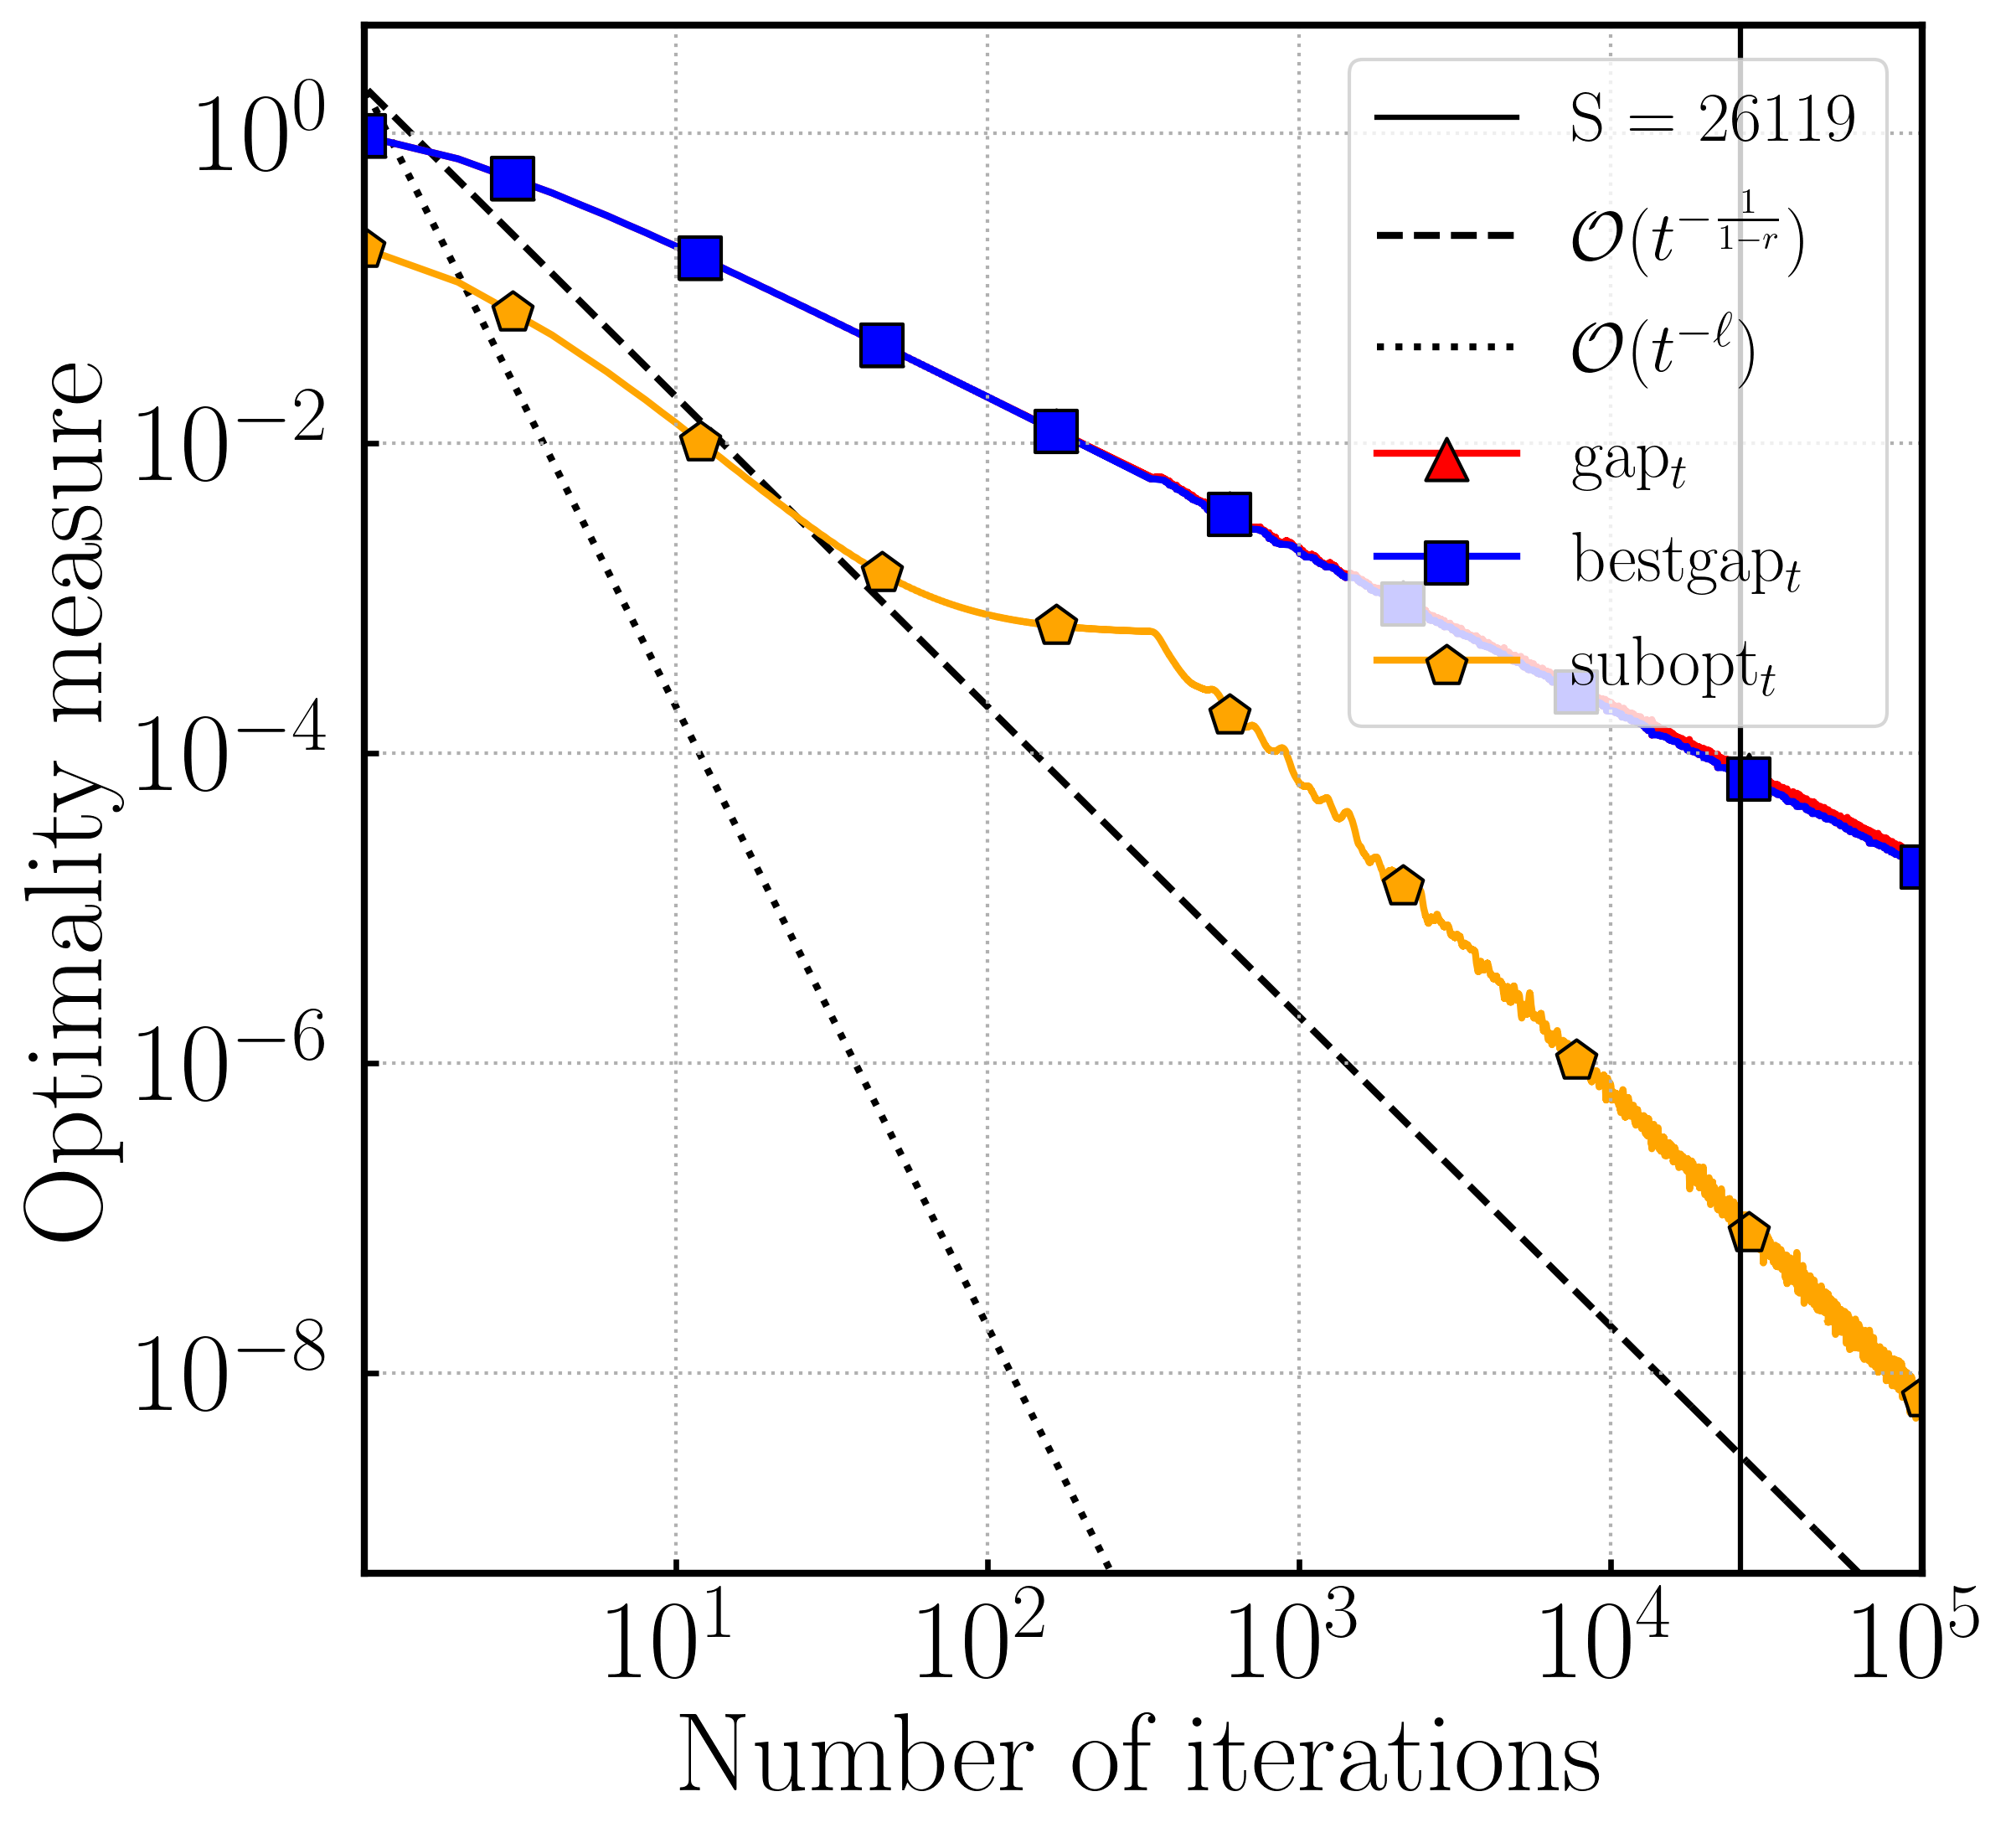 Optimality measure
10^0
10^{-2}
10^{-4}
10^{-6}
10^{-8}
S = 26119
𝒪(t^{-\frac{1}{1-r}})
𝒪(t^{-ℓ})
gap_t
bestgap_t
subopt_t
10^1 10^2 10^3 10^4 10^5
Number of iterations